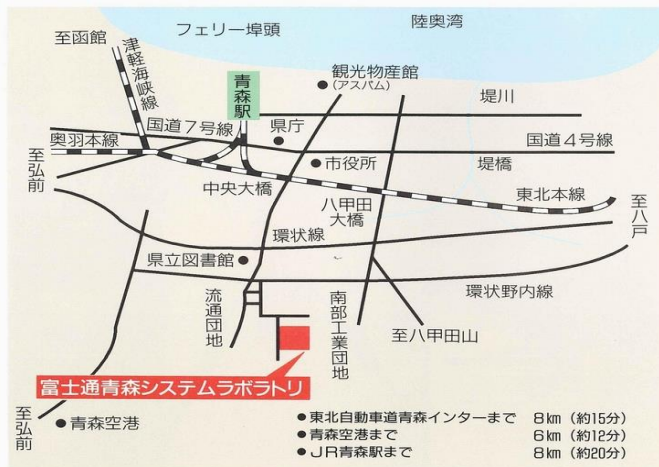 陸奥湾
フェリー埠頭
至函館
津軽海峡線
青森駅
観光物産館
(アスパム)
堤川
国道7号線
県庁
国道4号線
奥羽本線
市役所
堤橋
至弘前
中央大橋
八甲田
大橋
東北本線
至八戸
環状線
県立図書館
環状野内線
流通団地
南部工業団地
至八甲田山
富士通青森システムラボラトリ
至弘前
青森空港
●東北自動車道青森インターまで 8km(約15分)
●青森空港まで 6km(約12分)
●JR青森駅まで 8km(約20分)